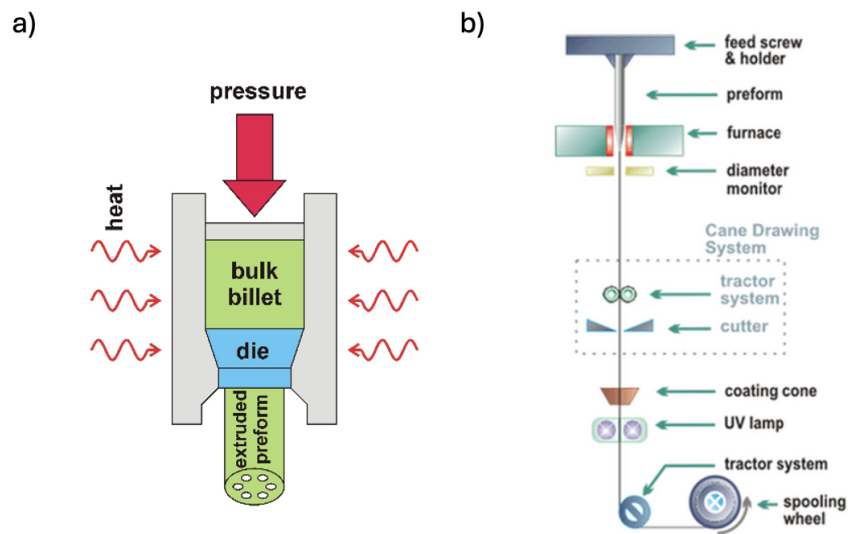 a)
pressure
heat
bulk
billet
die
extruded
preform
b)
feed screw
& holder
preform
furnace
diameter
monitor
Cane Drawing
System
tractor
system
cutter
coating cone
UV lamp
tractor system
spooling
wheel